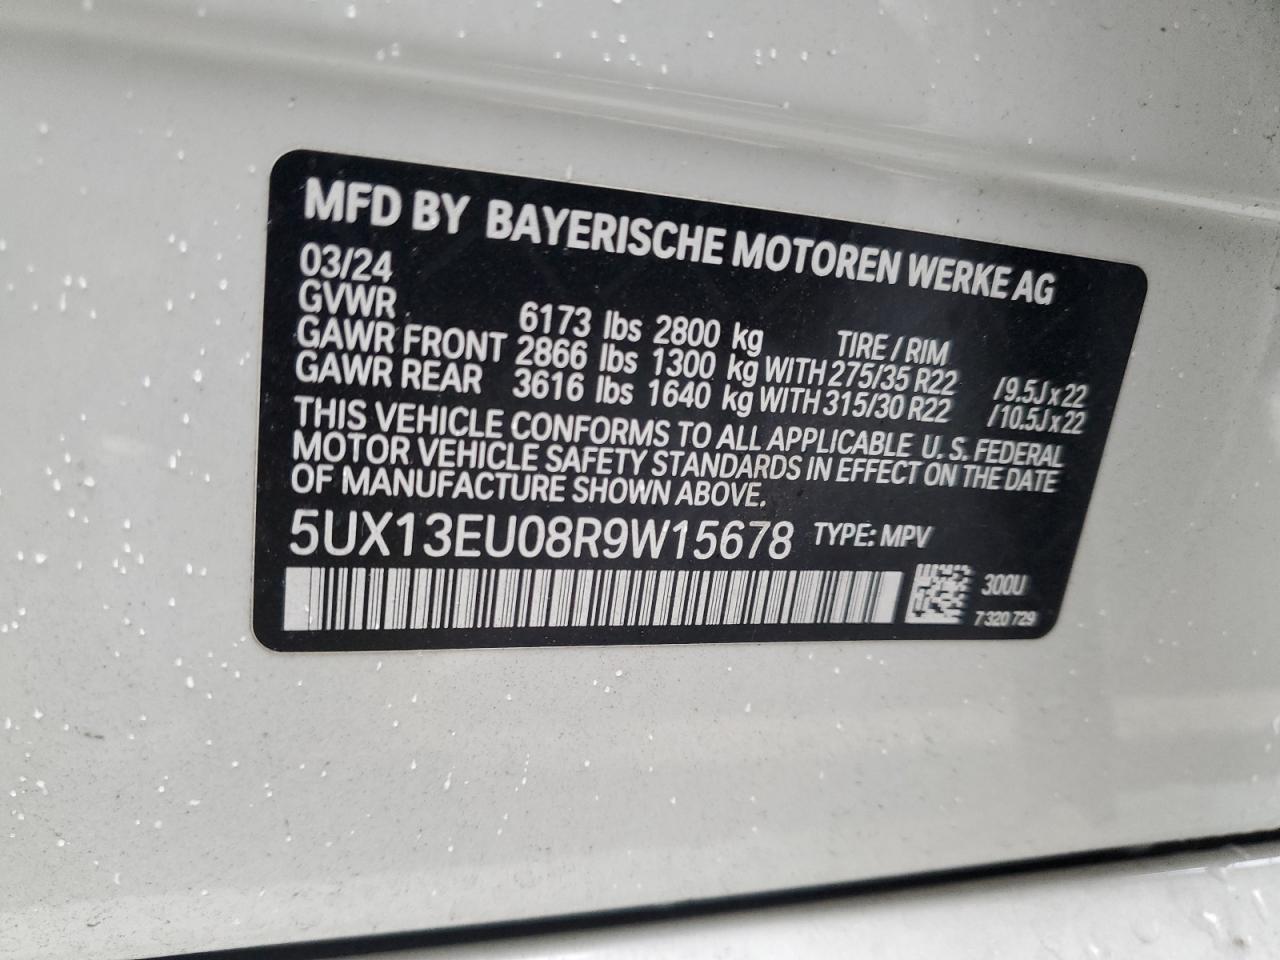 MFD BY BAYERISCHE MOTOREN WERKE AG
03/24
GVWR 6173 lbs 2800 kg TIRE / RIM
GAWR FRONT 2866 lbs 1300 kg WITH 275/35 R22 /9.5J x 22
GAWR REAR 3616 lbs 1640 kg WITH 315/30 R22 /10.5J x 22
THIS VEHICLE CONFORMS TO ALL APPLICABLE U. S. FEDERAL
MOTOR VEHICLE SAFETY STANDARDS IN EFFECT ON THE DATE
OF MANUFACTURE SHOWN ABOVE.
5UX13EU08R9W15678 TYPE: MPV
300U
7 320 729